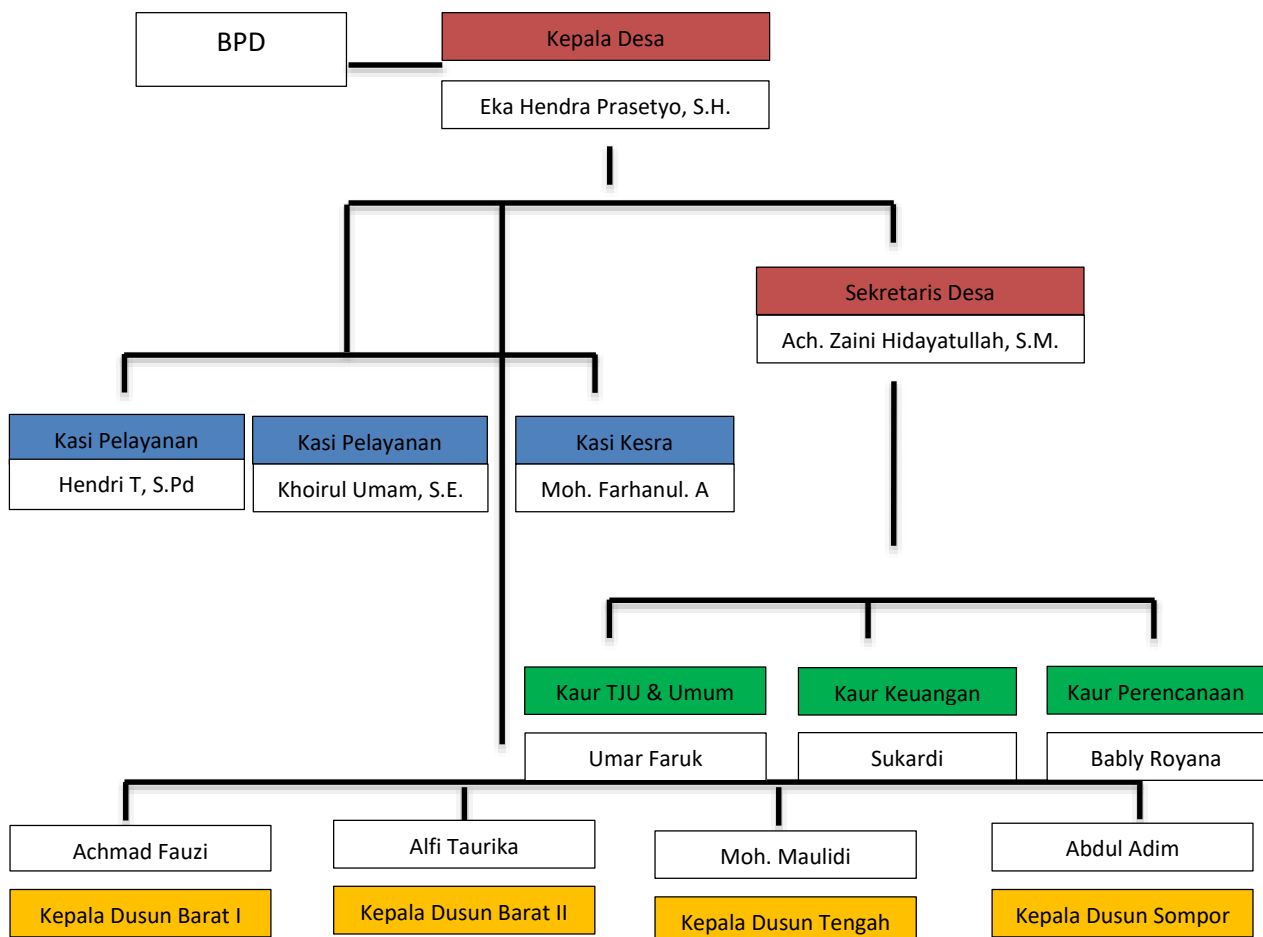 BPD
Kepala Desa
Eka Hendra Prasetyo, S.H.
Sekretaris Desa
Ach. Zaini Hidayatullah, S.M.
Kasi Pelayanan
Hendri T, S.Pd
Kasi Pelayanan
Khoirul Umam, S.E.
Kasi Kesra
Moh. Farhanul. A
Kaur TJU & Umum
Umar Faruk
Kaur Keuangan
Sukardi
Kaur Perencanaan
Bably Royana
Achmad Fauzi
Kepala Dusun Barat I
Alfi Taurika
Kepala Dusun Barat II
Moh. Maulidi
Kepala Dusun Tengah
Abdul Adim
Kepala Dusun Sompor